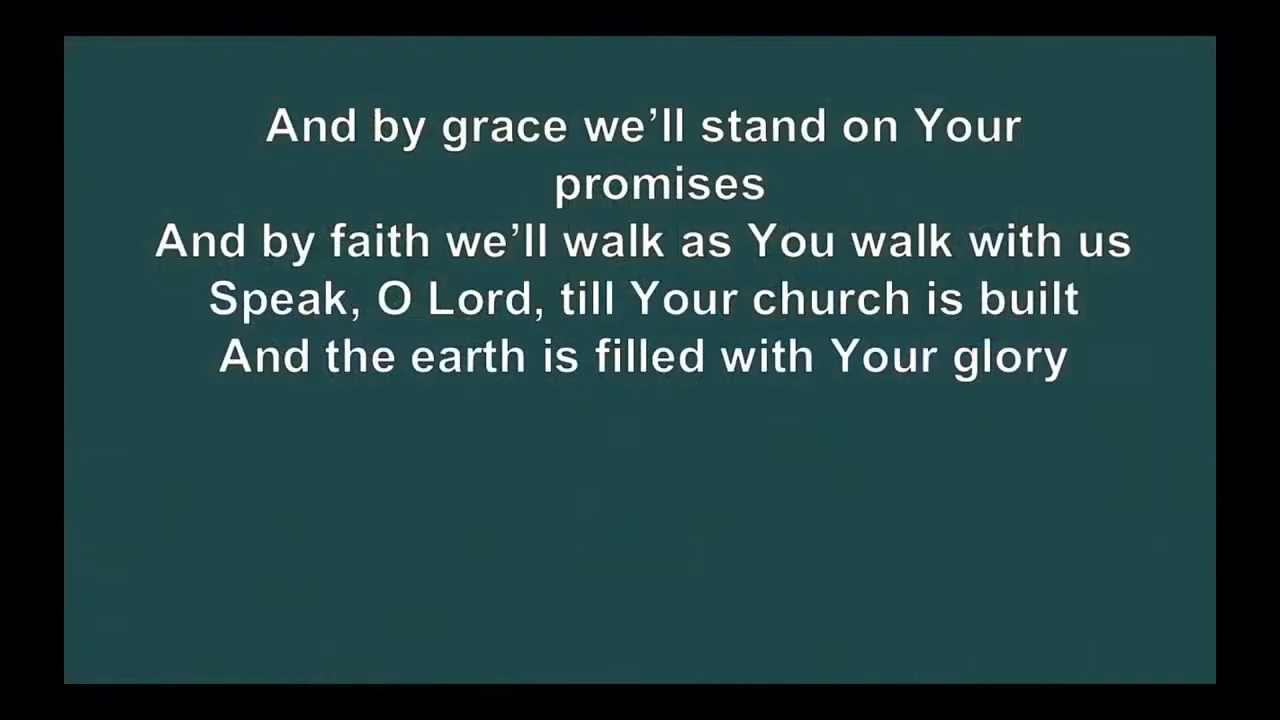 And by grace we’ll stand on Your
promises
And by faith we’ll walk as You walk with us
Speak, O Lord, till Your church is built
And the earth is filled with Your glory